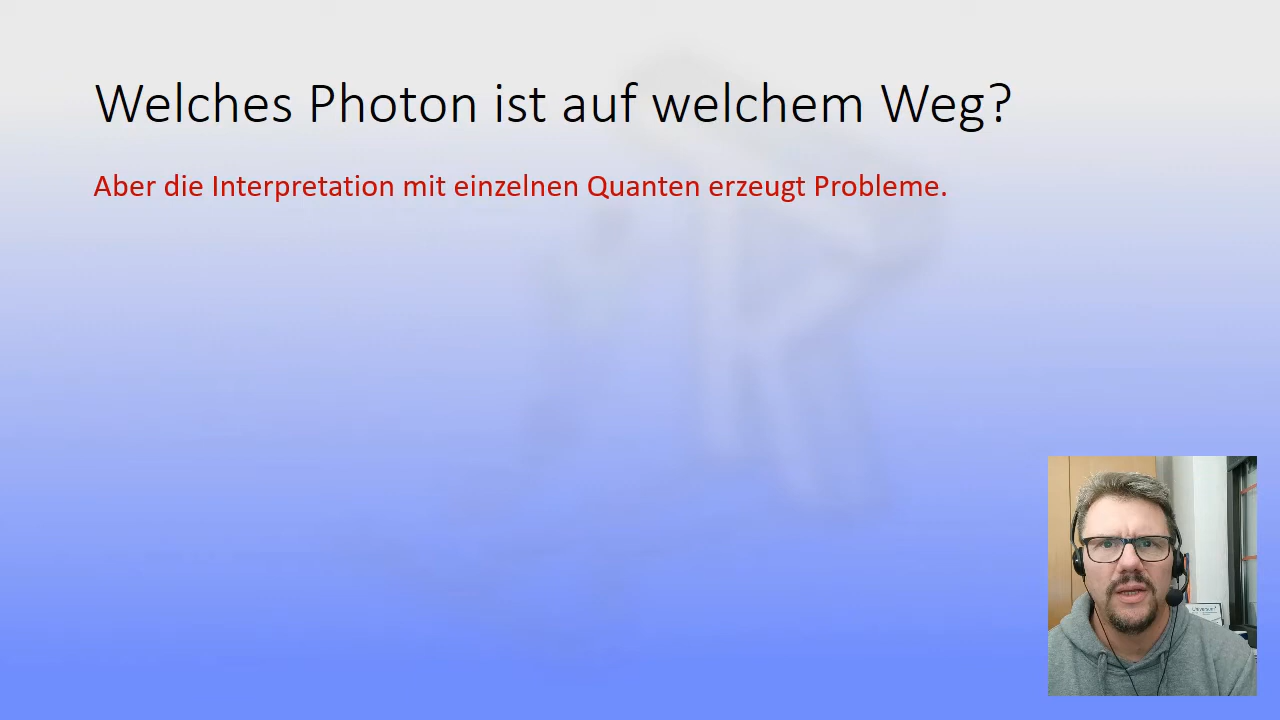 Welches Photon ist auf welchem Weg?
Aber die Interpretation mit einzelnen Quanten erzeugt Probleme.